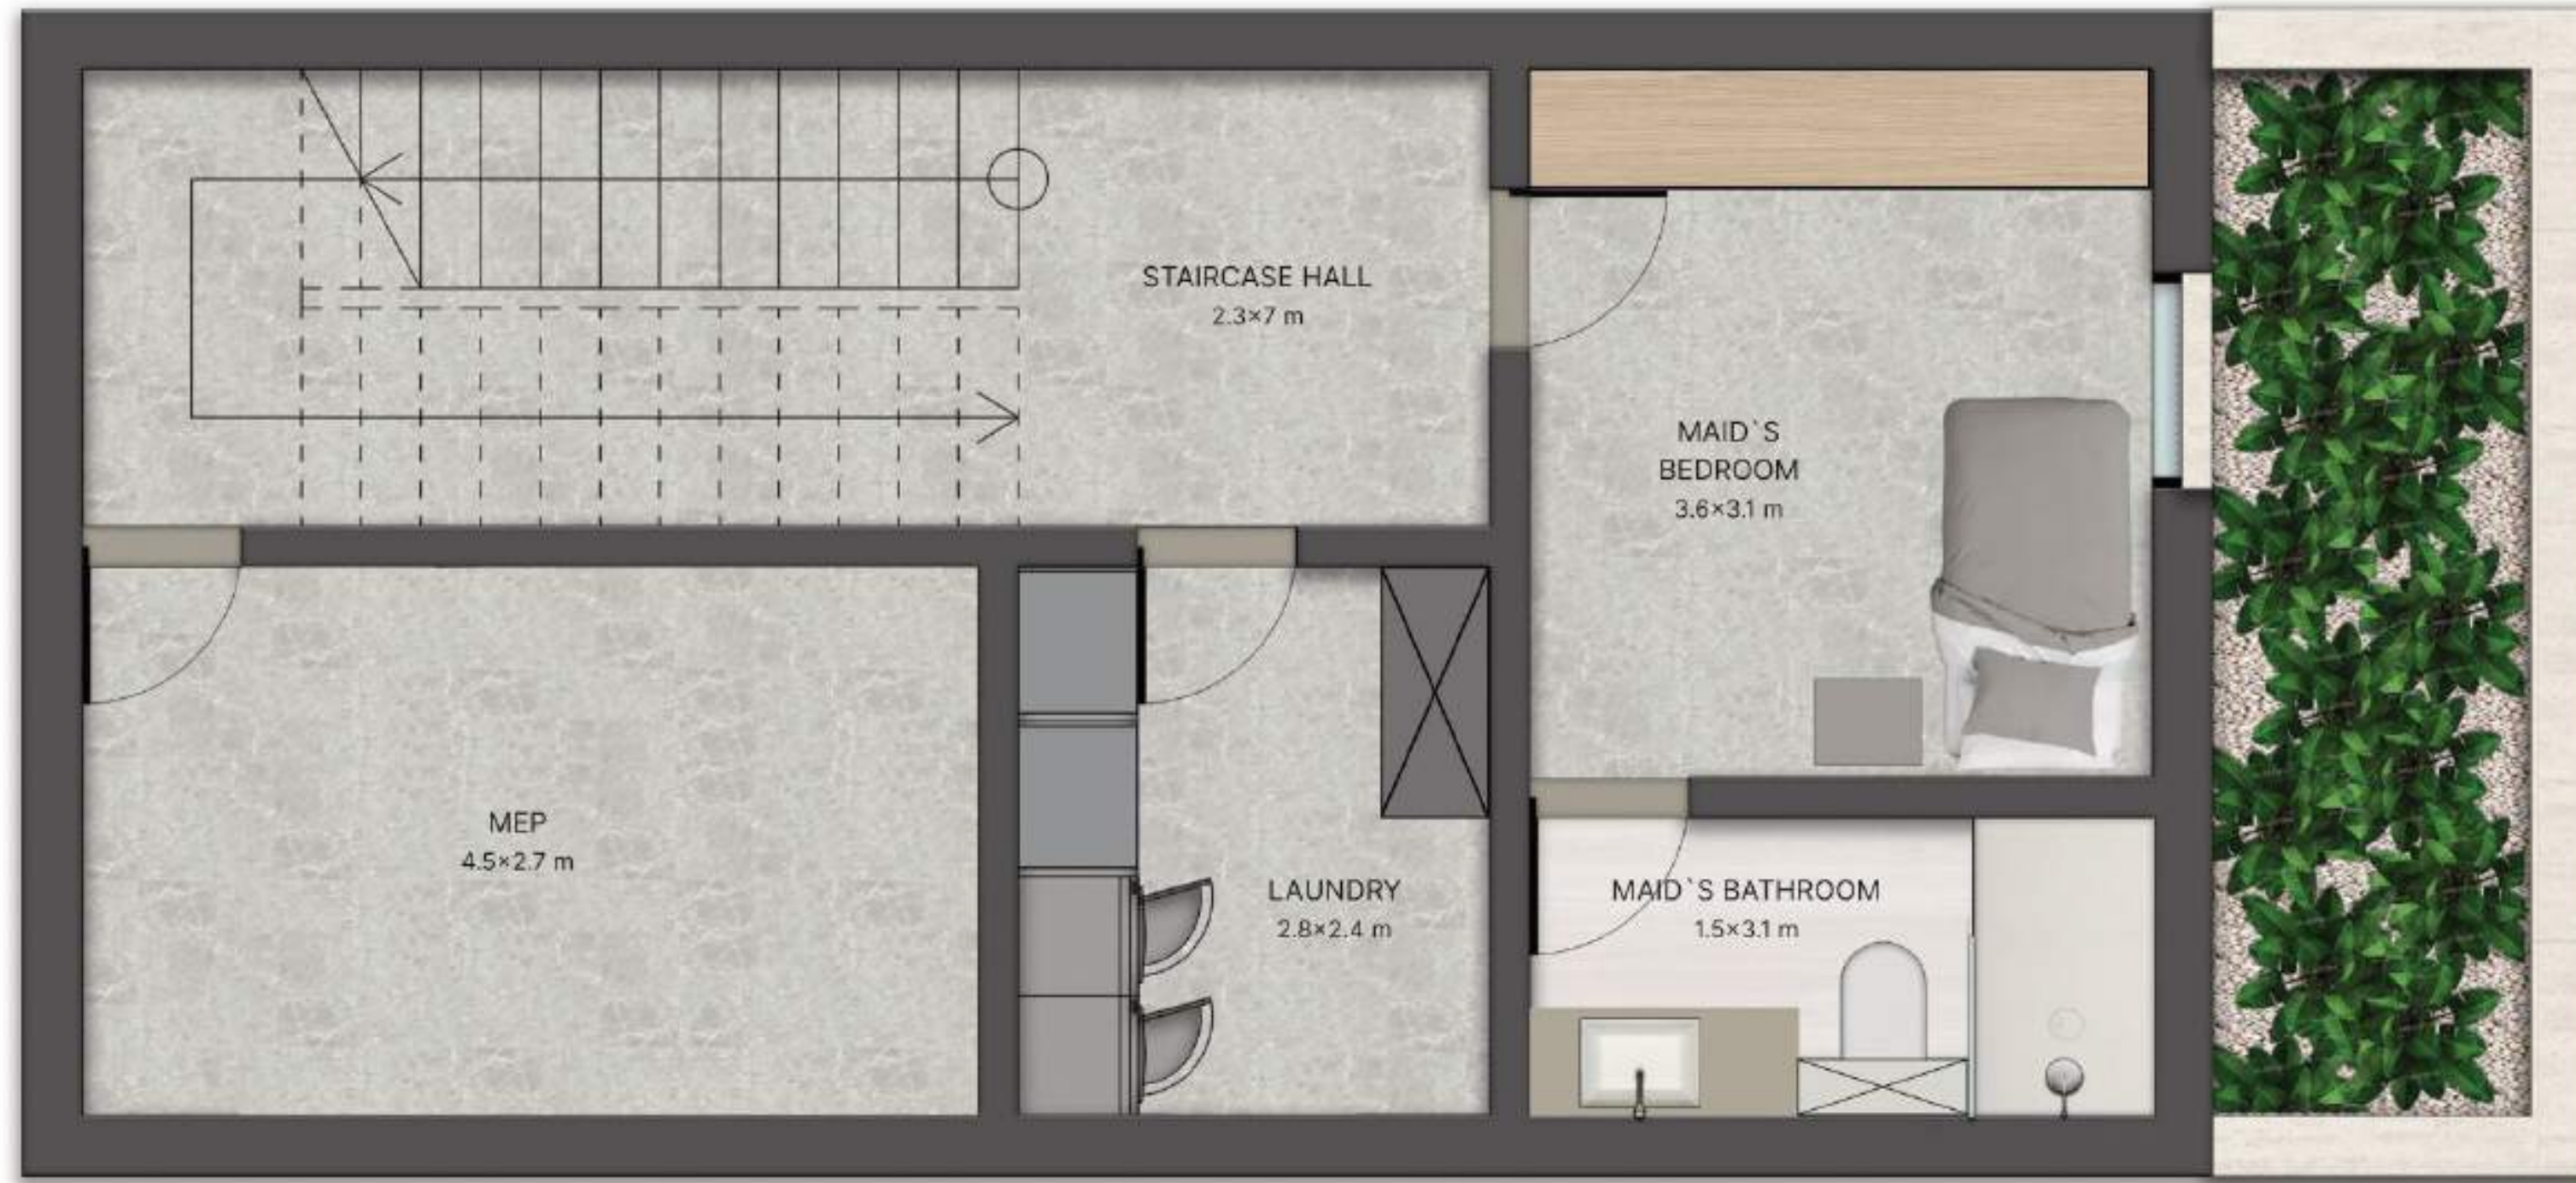 STAIRCASE HALL
2.3×7 m
MAID`S
BEDROOM
3.6×3.1 m
MEP
4.5×2.7 m
LAUNDRY
2.8×2.4 m
MAID`S BATHROOM
1.5×3.1 m